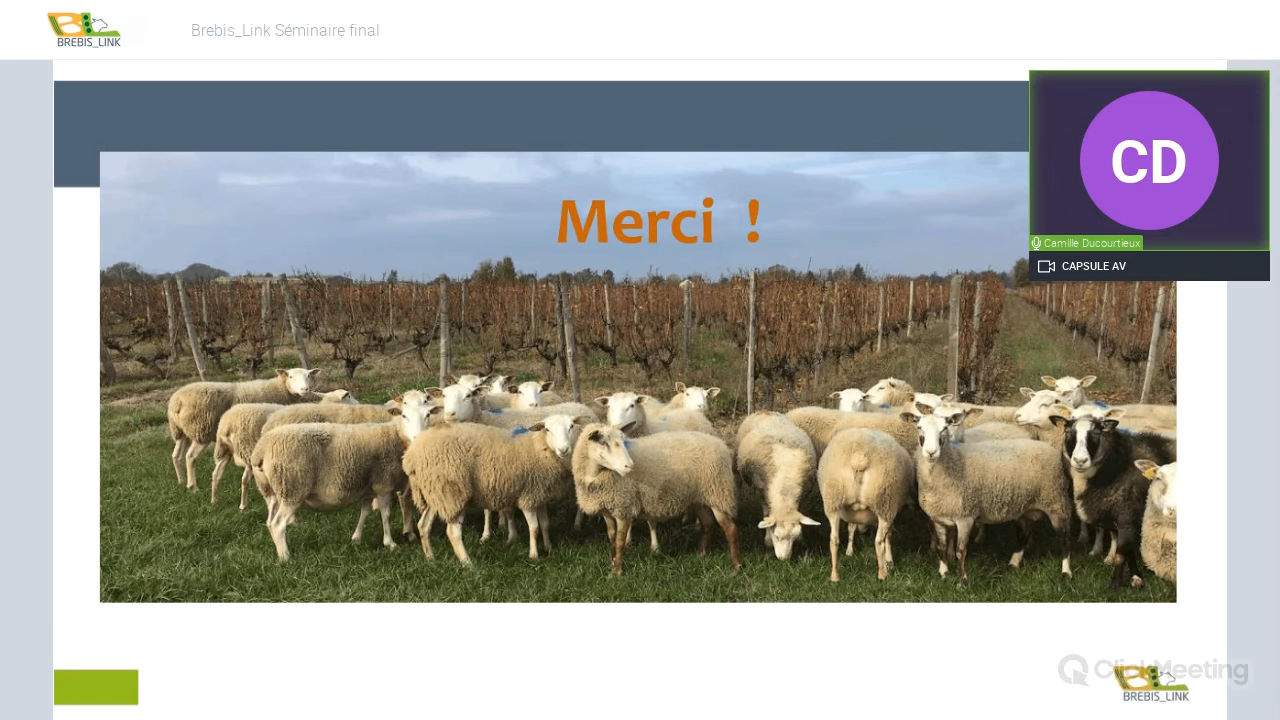 BREBIS_LINK
Brebis_Link Séminaire final
CD
Camille Ducourtieux
CAPSULE AV
Merci !
ClickMeeting
BREBIS_LINK